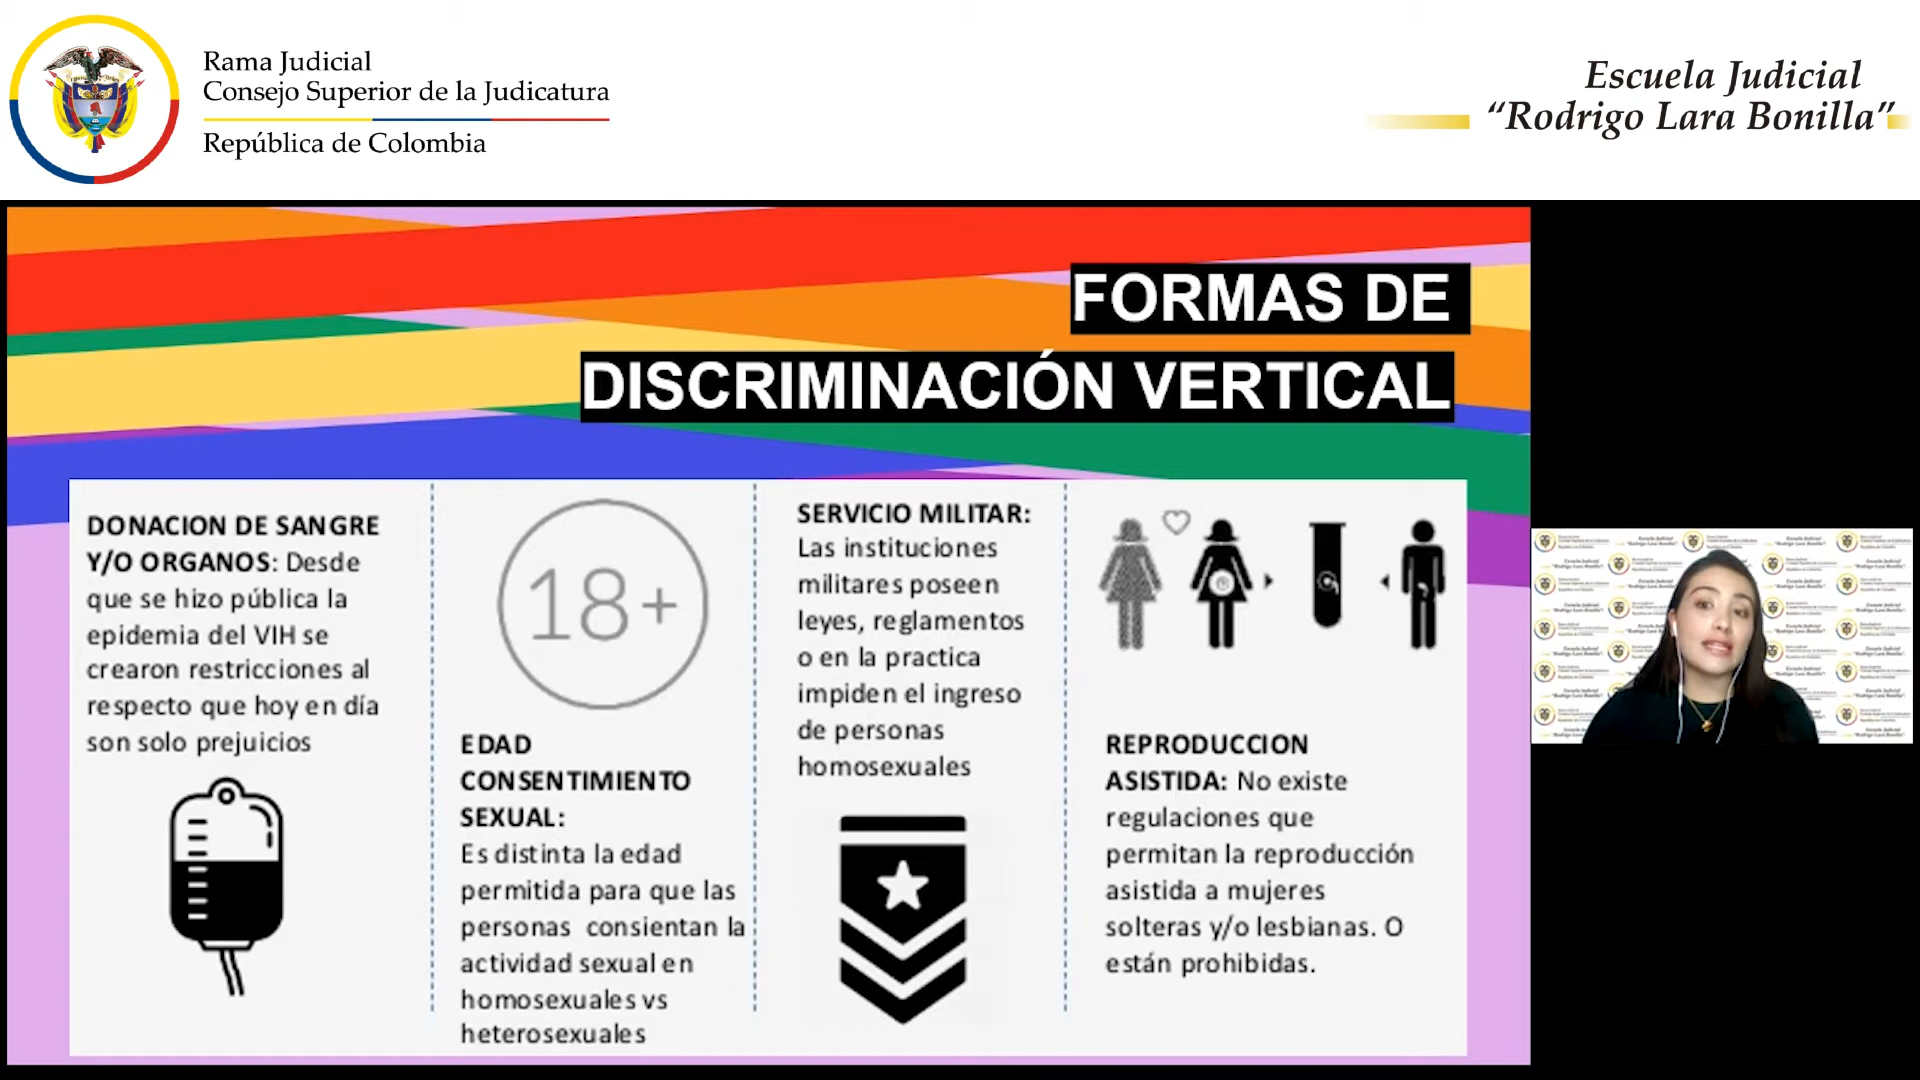 Rama Judicial
Consejo Superior de la Judicatura
República de Colombia
Escuela Judicial
“Rodrigo Lara Bonilla”
FORMAS DE
DISCRIMINACIÓN VERTICAL
DONACION DE SANGRE
Y/O ORGANOS: Desde
que se hizo pública la
epidemia del VIH se
crearon restricciones al
respecto que hoy en día
son solo prejuicios
18+
EDAD
CONSENTIMIENTO
SEXUAL:
Es distinta la edad
permitida para que las
personas consientan la
actividad sexual en
homosexuales vs
heterosexuales
SERVICIO MILITAR:
Las instituciones
militares poseen
leyes, reglamentos
o en la practica
impiden el ingreso
de personas
homosexuales
REPRODUCCION
ASISTIDA: No existe
regulaciones que
permitan la reproducción
asistida a mujeres
solteras y/o lesbianas. O
están prohibidas.